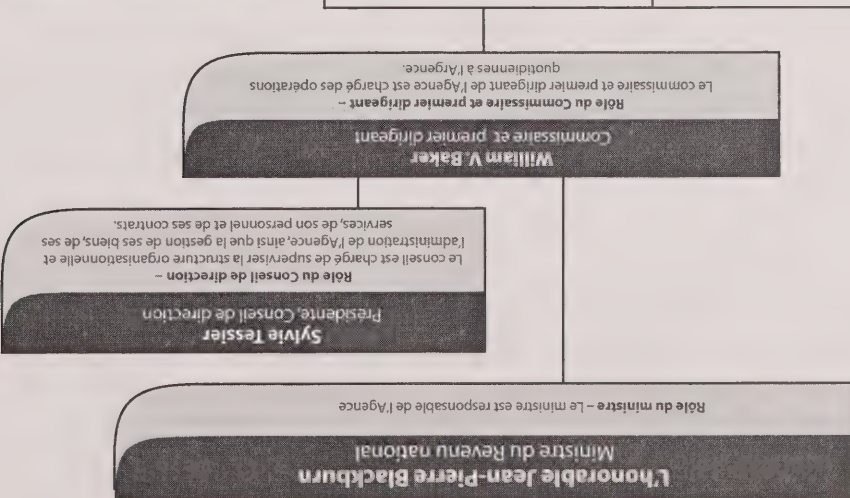 L'honorable Jean-Pierre Blackburn
Ministre du Revenu national
Rôle du ministre – Le ministre est responsable de l'Agence
Sylvie Tessier
Présidente, Conseil de direction
Rôle du Conseil de direction –
Le conseil est chargé de superviser la structure organisationnelle et
l'administration de l'Agence, ainsi que la gestion de ses biens, de ses
services, de son personnel et de ses contrats.
William V. Baker
Commissaire et premier dirigeant
Rôle du Commissaire et premier dirigeant –
Le commissaire et premier dirigeant de l'Agence est chargé des opérations
quotidiennes à l'Agence.